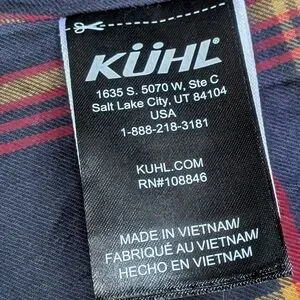 KÜHL
1635 S. 5070 W, Ste C
Salt Lake City, UT 84104
USA
1-888-218-3181
KUHL.COM
RN#108846
MADE IN VIETNAM/
FABRIQUÉ AU VIETNAM/
HECHO EN VIETNAM